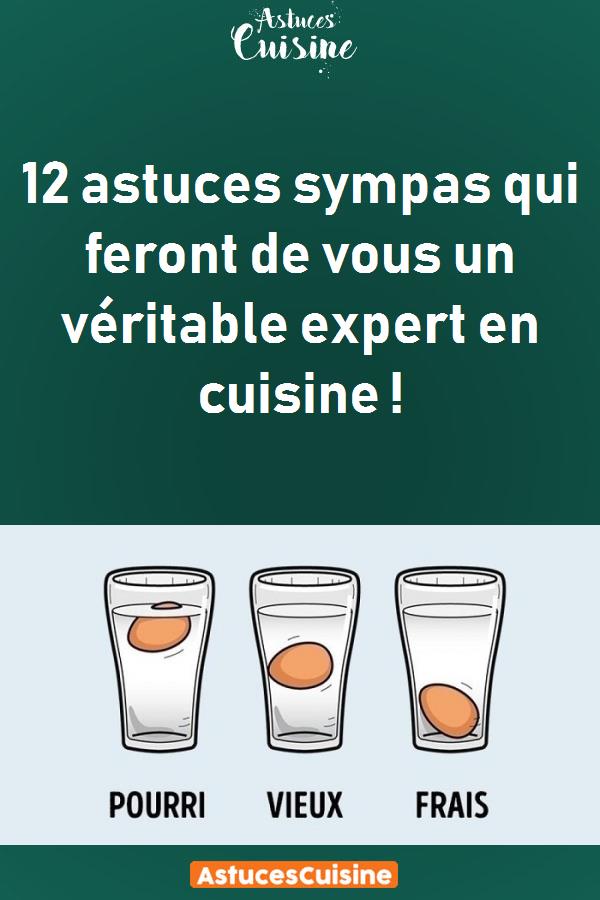 Astuces
Cuisine
12 astuces sympas qui
feront de vous un
véritable expert en
cuisine !
POURRI VIEUX FRAIS
AstucesCuisine